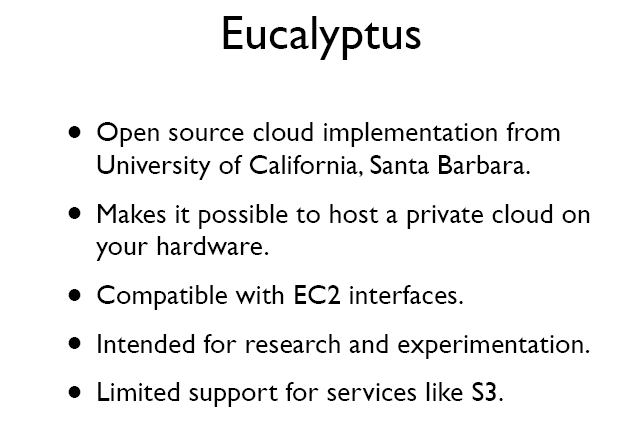 Eucalyptus
• Open source cloud implementation from
University of California, Santa Barbara.
• Makes it possible to host a private cloud on
your hardware.
• Compatible with EC2 interfaces.
• Intended for research and experimentation.
• Limited support for services like S3.